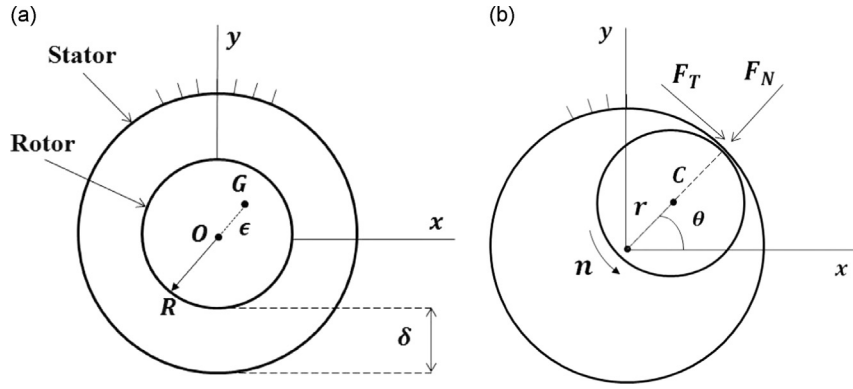 (a)
y
Stator
Rotor
G
O
ϵ
x
R
δ
(b)
y
F_T
F_N
C
r
θ
n
x